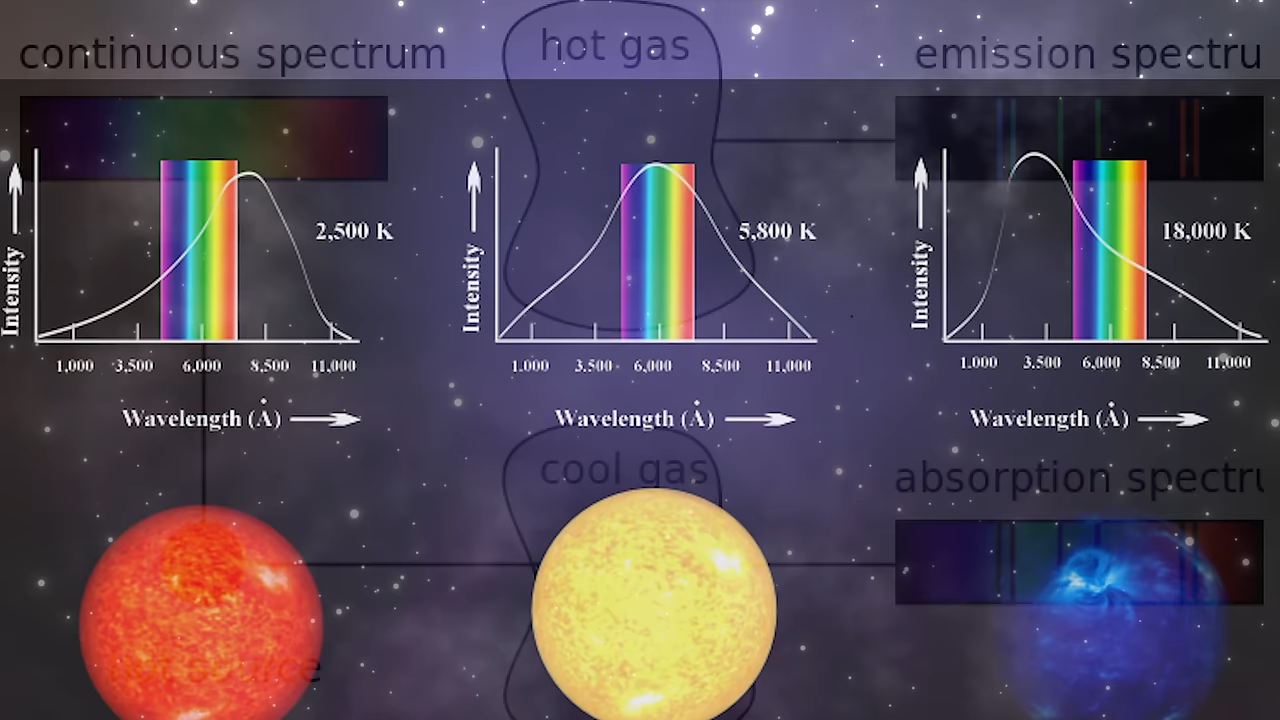 continuous spectrum
hot gas
emission spectru
Intensity
2,500 K
1,000 3,500 6,000 8,500 11,000
Wavelength (Å)
Intensity
5,800 K
1,000 3,500 6,000 8,500 11,000
Wavelength (Å)
Intensity
18,000 K
1,000 3,500 6,000 8,500 11,000
Wavelength (Å)
cool gas
absorption spectru
source